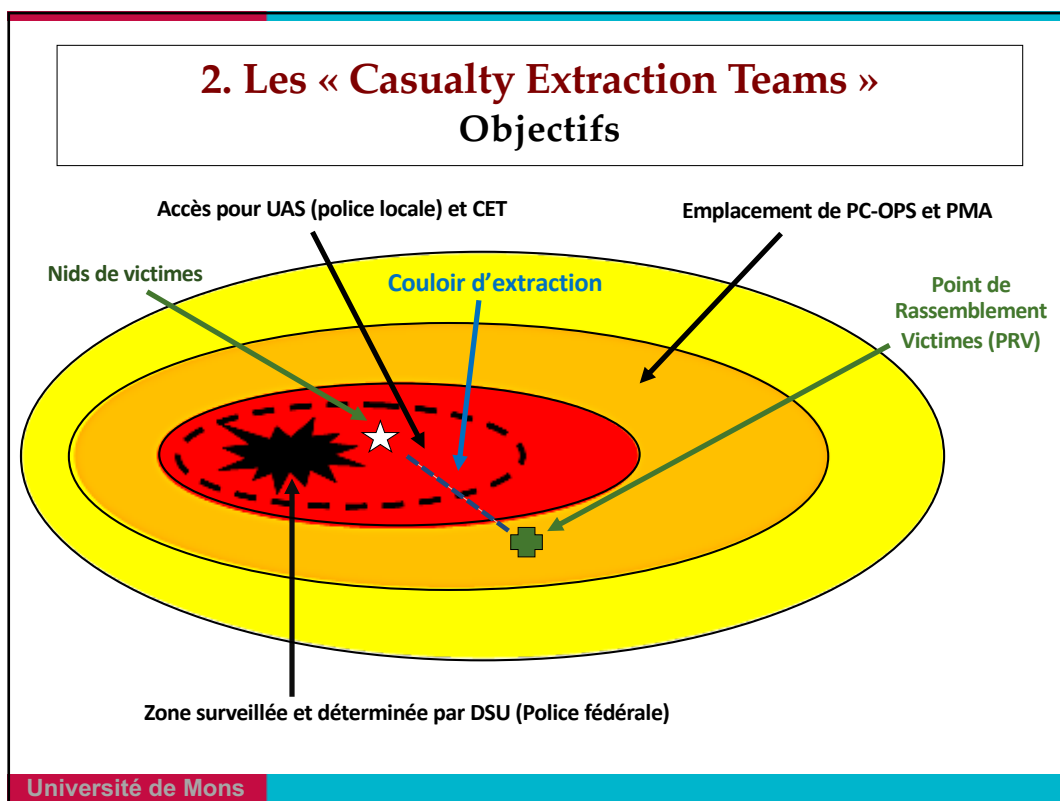 2. Les « Casualty Extraction Teams »
Objectifs
Accès pour UAS (police locale) et CET
Emplacement de PC-OPS et PMA
Nids de victimes
Couloir d’extraction
Point de
Rassemblement
Victimes (PRV)
Zone surveillée et déterminée par DSU (Police fédérale)
Université de Mons